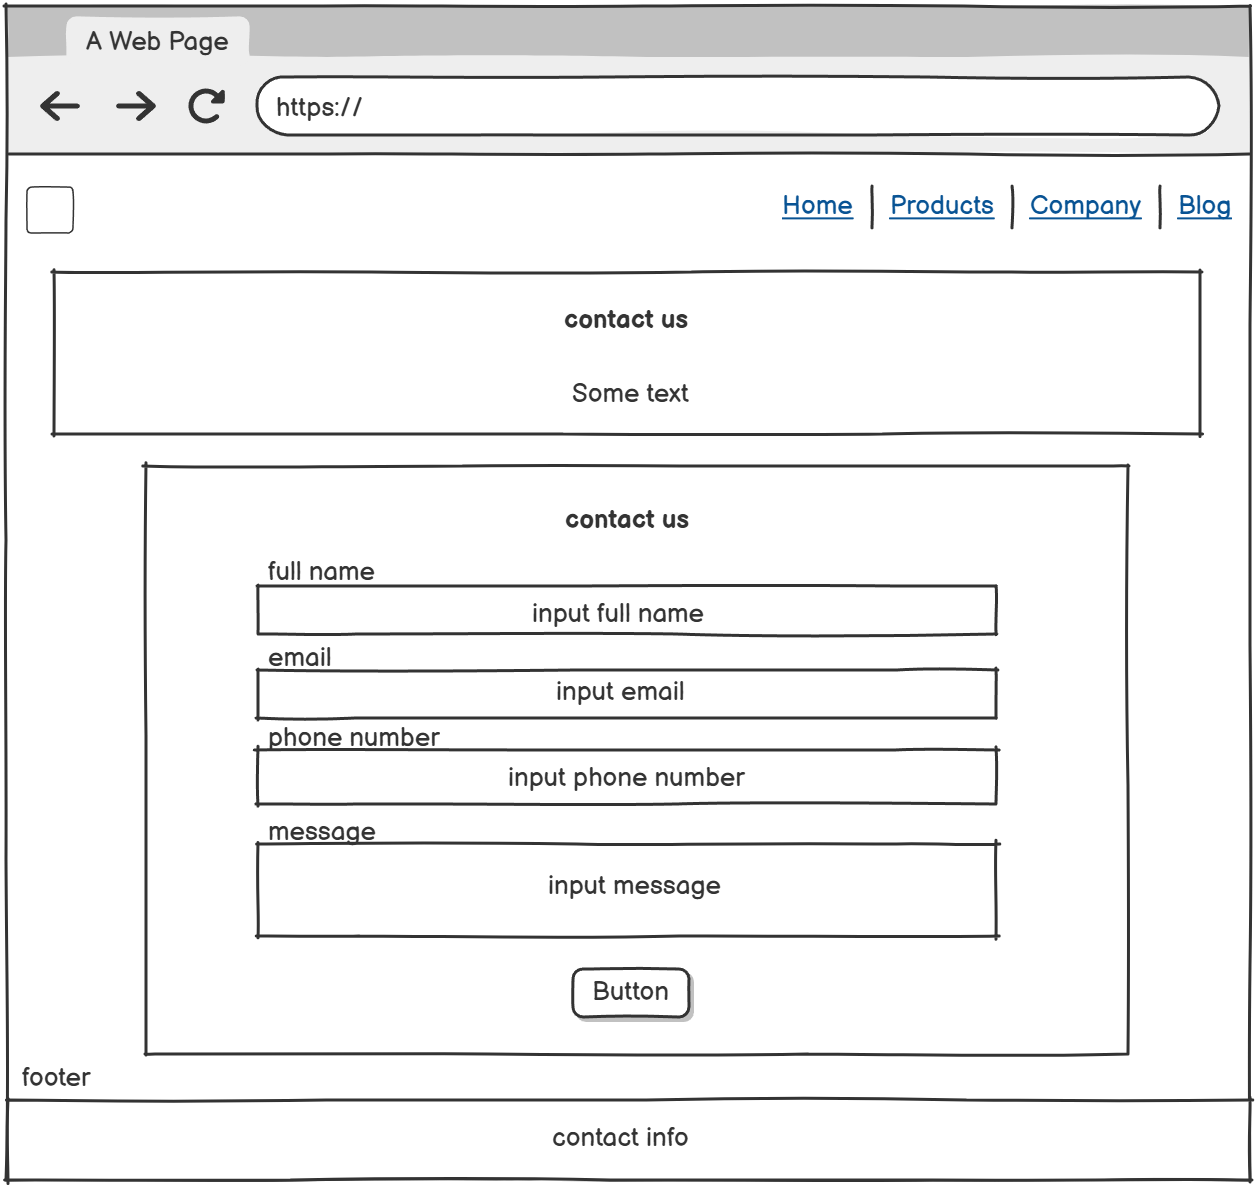 A Web Page
https://
Home Products Company Blog
contact us
Some text
contact us
full name
input full name
email
input email
phone number
input phone number
message
input message
Button
footer
contact info